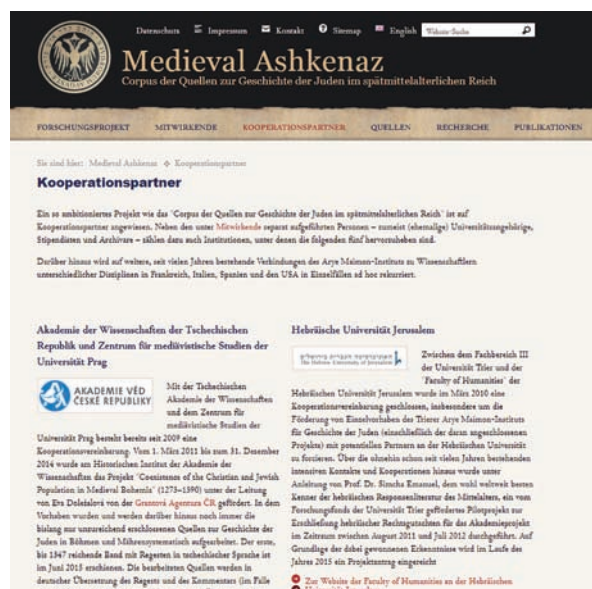 Datenschutz Impressum Kontakt Sitemap English Website-Suche
Medieval Ashkenaz
Corpus der Quellen zur Geschichte der Juden im spätmittelalterlichen Reich
FORSCHUNGSPROJEKT MITWIRKENDE KOOPERATIONSPARTNER QUELLEN RECHERCHE PUBLIKATIONEN
Sie sind hier: Medieval Ashkenaz Kooperationspartner
Kooperationspartner
Ein so ambitioniertes Projekt wie das "Corpus der Quellen zur Geschichte der Juden im spätmittelalterlichen Reich" ist auf
Kooperationspartner angewiesen. Neben den unter Mitwirkende separat aufgeführten Personen – zumeist (ehemalige) Universitätsangehörige,
Stipendiaten und Archivare – zählen dazu auch Institutionen, unter denen die folgenden fünf hervorzuheben sind.
Darüber hinaus wird auf weitere, seit vielen Jahren bestehende Verbindungen des Arye Maimon-Instituts zu Wissenschaftlern
unterschiedlicher Disziplinen in Frankreich, Italien, Spanien und den USA in Einzelfällen ad hoc rekurriert.
Akademie der Wissenschaften der Tschechischen
Republik und Zentrum für mediävistische Studien der
Universität Prag
AKADEMIE VĚD
ČESKÉ REPUBLIKY
Mit der Tschechischen
Akademie der Wissenschaften
und dem Zentrum für
mediävistische Studien der
Universität Prag besteht bereits seit 2009 eine
Kooperationsvereinbarung. Vom 1. März 2011 bis zum 31. Dezember
2014 wurde am Historischen Institut der Akademie der
Wissenschaften das Projekt "Coexistence of the Christian and Jewish
Population in Medieval Bohemia" (1273–1390) unter der Leitung
von Eva Doležalová von der Grantová Agentura ČR gefördert. In dem
Vorhaben wurden und werden darüber hinaus noch immer die
bislang nur unzureichend erschlossenen Quellen zur Geschichte der
Juden in Böhmen und Mähren systematisch aufgearbeitet. Der erste,
bis 1347 reichende Band mit Regesten in tschechischer Sprache ist
im Juni 2015 erschienen. Die bearbeiteten Quellen werden in
deutscher Übersetzung des Regests und des Kommentars (im Falle
Hebräische Universität Jerusalem
האוניברסיטה העברית בירושלים
The Hebrew University of Jerusalem
Zwischen dem Fachbereich III
der Universität Trier und der
"Faculty of Humanities" der
Hebräischen Universität Jerusalem wurde im März 2010 eine
Kooperationsvereinbarung geschlossen, insbesondere um die
Förderung von Einzelvorhaben des Trierer Arye Maimon-Instituts
für Geschichte der Juden (einschließlich der daran angeschlossenen
Projekte) mit potentiellen Partnern an der Hebräischen Universität
zu forcieren. Über die ohnehin schon seit vielen Jahren bestehenden
intensiven Kontakte und Kooperationen hinaus wurde unter
Anleitung von Prof. Dr. Simcha Emanuel, dem wohl weltweit besten
Kenner der hebräischen Responsenliteratur des Mittelalters, ein vom
Forschungsfonds der Universität Trier gefördertes Pilotprojekt zur
Erschließung hebräischer Rechtsgutachten für das Akademieprojekt
im Zeitraum zwischen August 2011 und Juli 2012 durchgeführt. Auf
Grundlage der dabei gewonnenen Erkenntnisse wird im Laufe des
Jahres 2015 ein Projektantrag eingereicht
Zur Website der Faculty of Humanities an der Hebräischen